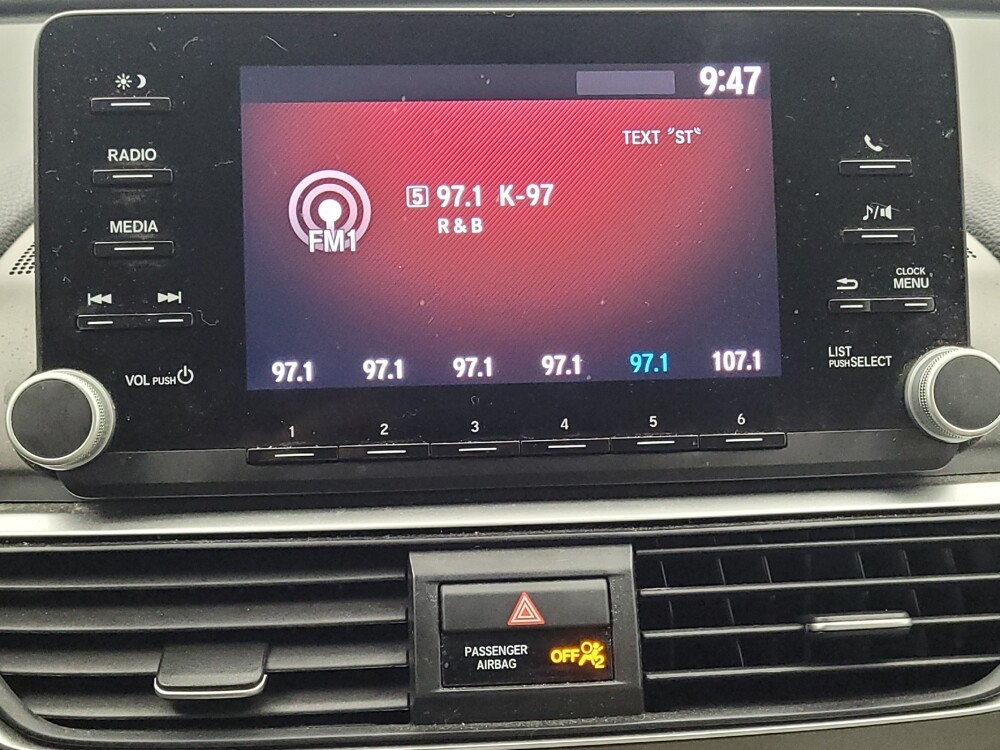 9:47
TEXT "ST"
RADIO
5 97.1 K-97
R & B
FM1
MEDIA
CLOCK
MENU
97.1 97.1 97.1 97.1 97.1 107.1
LIST
PUSH SELECT
VOL PUSH
1 2 3 4 5 6
PASSENGER
AIRBAG
OFF 2